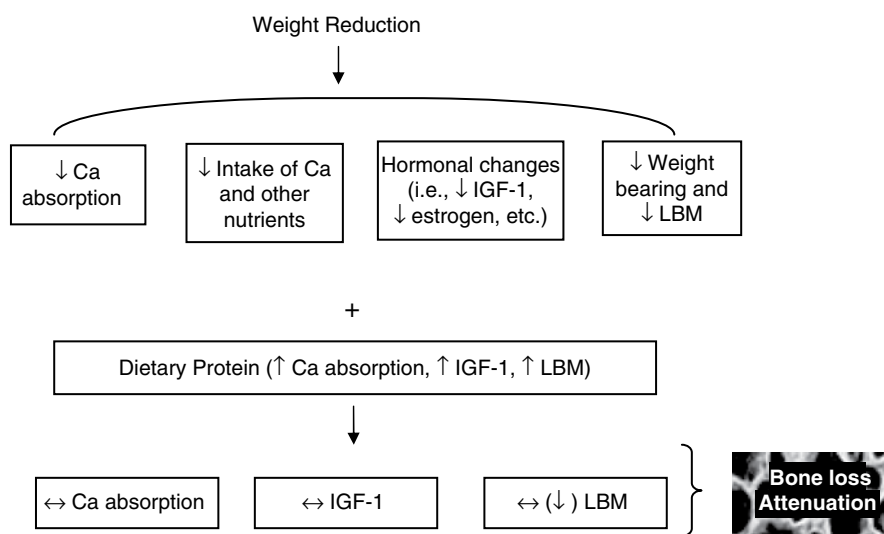 Weight Reduction
↓ Ca
absorption
↓ Intake of Ca
and other
nutrients
Hormonal changes
(i.e., ↓ IGF-1,
↓ estrogen, etc.)
↓ Weight
bearing and
↓ LBM
+
Dietary Protein (↑ Ca absorption, ↑ IGF-1, ↑ LBM)
↔ Ca absorption
↔ IGF-1
↔ (↓) LBM
Bone loss
Attenuation